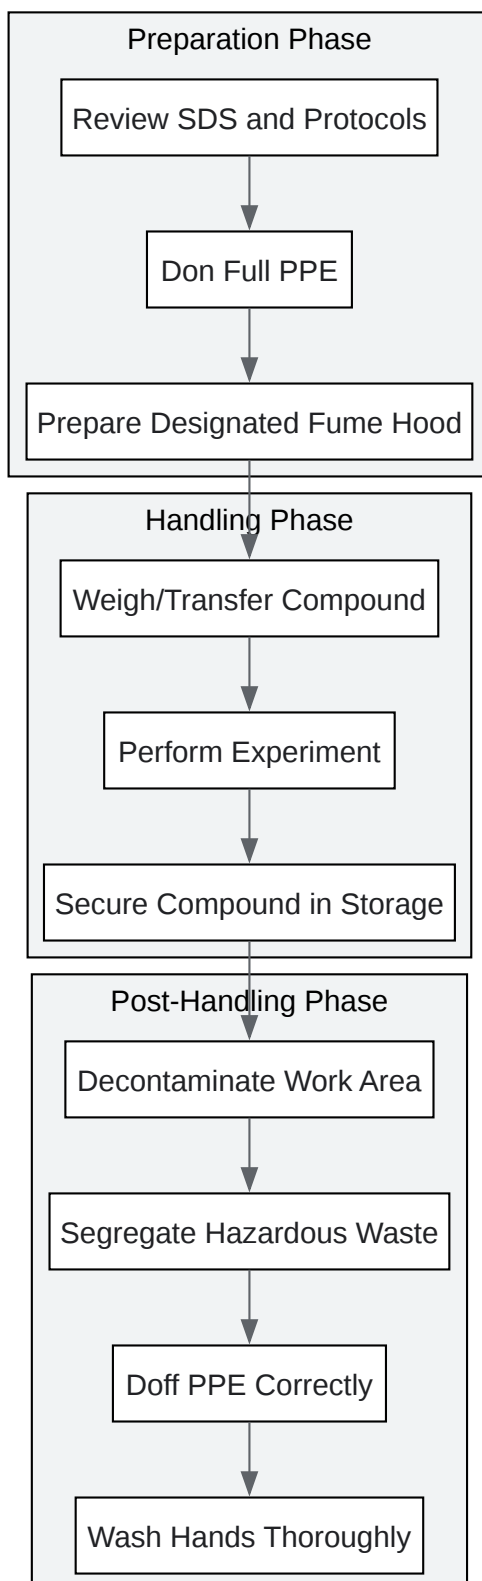 Preparation Phase
Review SDS and Protocols
Don Full PPE
Prepare Designated Fume Hood
Handling Phase
Weigh/Transfer Compound
Perform Experiment
Secure Compound in Storage
Post-Handling Phase
Decontaminate Work Area
Segregate Hazardous Waste
Doff PPE Correctly
Wash Hands Thoroughly